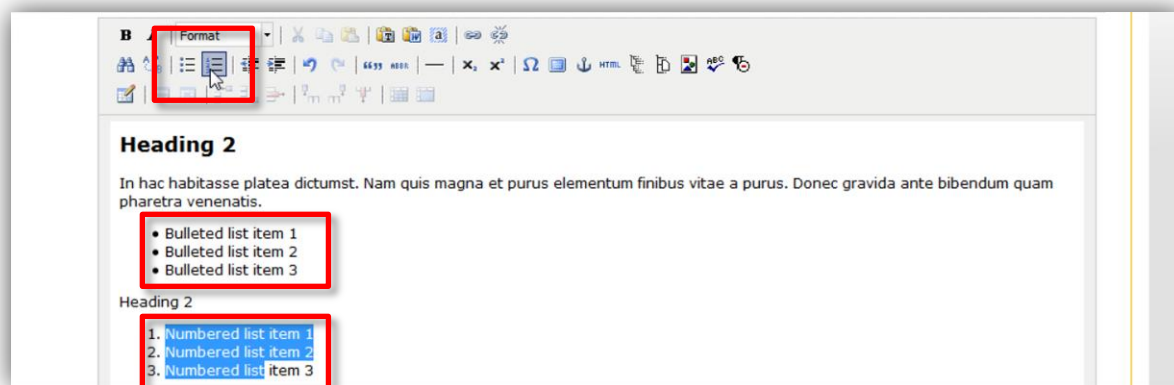 B
Format
HTML
ABC
Heading 2
In hac habitasse platea dictumst. Nam quis magna et purus elementum finibus vitae a purus. Donec gravida ante bibendum quam
pharetra venenatis.
• Bulleted list item 1
• Bulleted list item 2
• Bulleted list item 3
Heading 2
1. Numbered list item 1
2. Numbered list item 2
3. Numbered list item 3